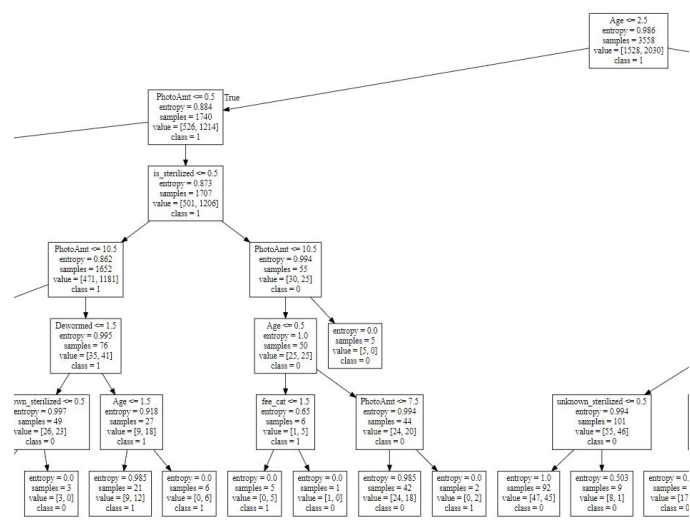 Age <= 2.5
entropy = 0.986
samples = 3558
value = [1528, 2030]
class = 1
True
PhotoAmt <= 0.5
entropy = 0.884
samples = 1740
value = [526, 1214]
class = 1
is_sterilized <= 0.5
entropy = 0.873
samples = 1707
value = [501, 1206]
class = 1
PhotoAmt <= 10.5
entropy = 0.862
samples = 1652
value = [471, 1181]
class = 1
PhotoAmt <= 10.5
entropy = 0.994
samples = 55
value = [30, 25]
class = 0
Dewormed <= 1.5
entropy = 0.995
samples = 76
value = [35, 41]
class = 1
Age <= 0.5
entropy = 1.0
samples = 50
value = [25, 25]
class = 0
entropy = 0.0
samples = 5
value = [5, 0]
class = 0
own_sterilized <= 0.5
entropy = 0.997
samples = 49
value = [26, 23]
class = 0
Age <= 1.5
entropy = 0.918
samples = 27
value = [9, 18]
class = 1
fee_cat <= 1.5
entropy = 0.65
samples = 6
value = [1, 5]
class = 1
PhotoAmt <= 7.5
entropy = 0.994
samples = 44
value = [24, 20]
class = 0
unknown_sterilized <= 0.5
entropy = 0.994
samples = 101
value = [55, 46]
class = 0
entropy = 0.0
samples = 3
value = [3, 0]
class = 0
entropy = 0.985
samples = 21
value = [9, 12]
class = 1
entropy = 0.0
samples = 6
value = [0, 6]
class = 1
entropy = 0.0
samples = 5
value = [0, 5]
class = 1
entropy = 0.0
samples = 1
value = [1, 0]
class = 0
entropy = 0.985
samples = 42
value = [24, 18]
class = 0
entropy = 0.0
samples = 2
value = [0, 2]
class = 1
entropy = 1.0
samples = 92
value = [47, 45]
class = 0
entropy = 0.503
samples = 9
value = [8, 1]
class = 0
entropy = 0.
samples =
value = [17
class =